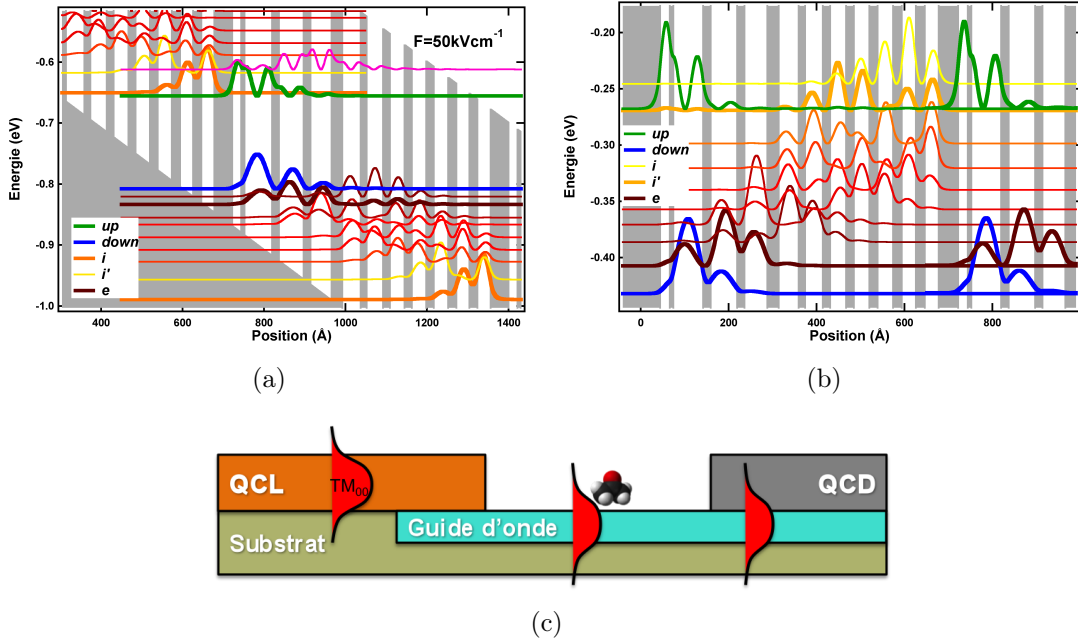 F=50kVcm⁻¹
Energie (eV)
-0.6
-0.7
-0.8
-0.9
-1.0
up
down
i
i'
e
400
600
800
1000
1200
1400
Position (Å)
(a)
Energie (eV)
-0.20
-0.25
-0.30
-0.35
-0.40
up
down
i
i'
e
0
200
400
600
800
Position (Å)
(b)
QCL
TM₀₀
QCD
Guide d'onde
Substrat
(c)